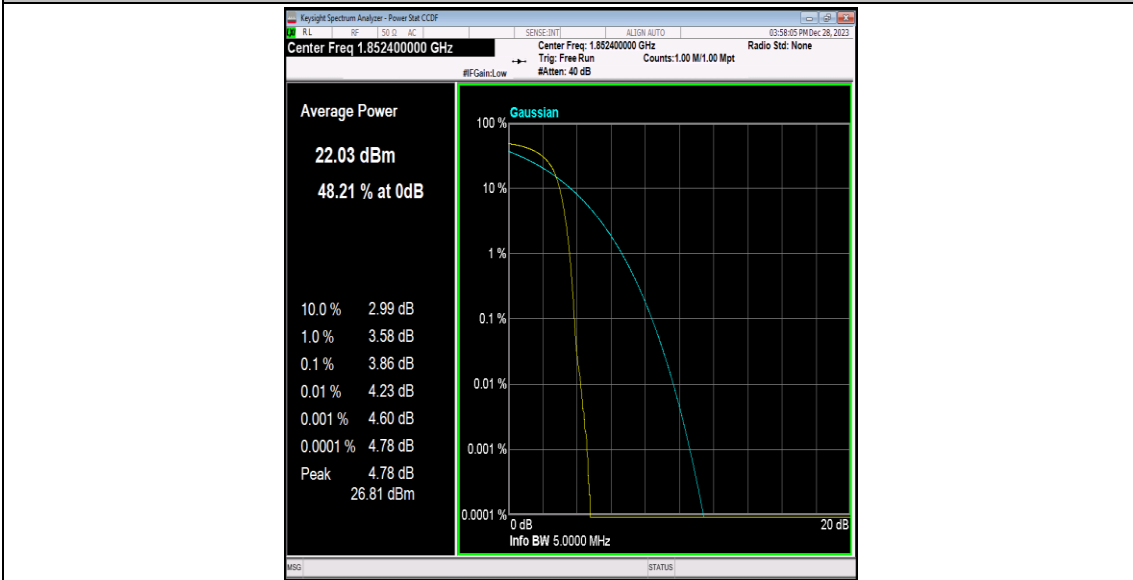 Keysight Spectrum Analyzer - Power Stat CCDF
LXI RL RF 50 Ω AC SENSE:INT ALIGN AUTO 03:58:05 PM Dec 28, 2023
Center Freq 1.852400000 GHz
Center Freq: 1.852400000 GHz Radio Std: None
Trig: Free Run Counts:1.00 M/1.00 Mpt
#IFGain:Low #Atten: 40 dB
Average Power
22.03 dBm
48.21 % at 0dB
10.0 % 2.99 dB
1.0 % 3.58 dB
0.1 % 3.86 dB
0.01 % 4.23 dB
0.001 % 4.60 dB
0.0001 % 4.78 dB
Peak 4.78 dB
26.81 dBm
Gaussian
100 %
10 %
1 %
0.1 %
0.01 %
0.001 %
0.0001 %
0 dB 20 dB
Info BW 5.0000 MHz
MSG STATUS